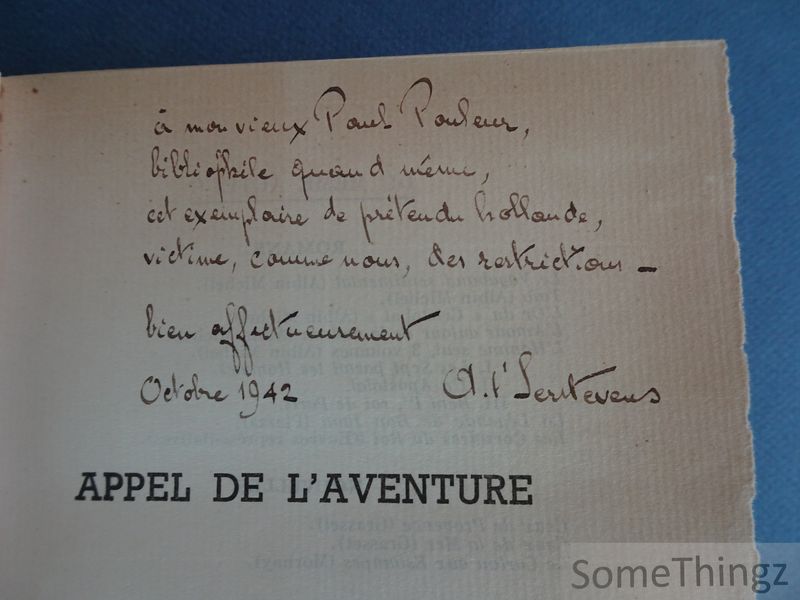 à mon vieux Paul Pouleur,
bibliophile quand même,
cet exemplaire de prétendu hollande,
victime, comme nous, des restrictions –
bien affectueusement
Octobre 1942 A. t'Serstevens
APPEL DE L'AVENTURE
SomeThingz